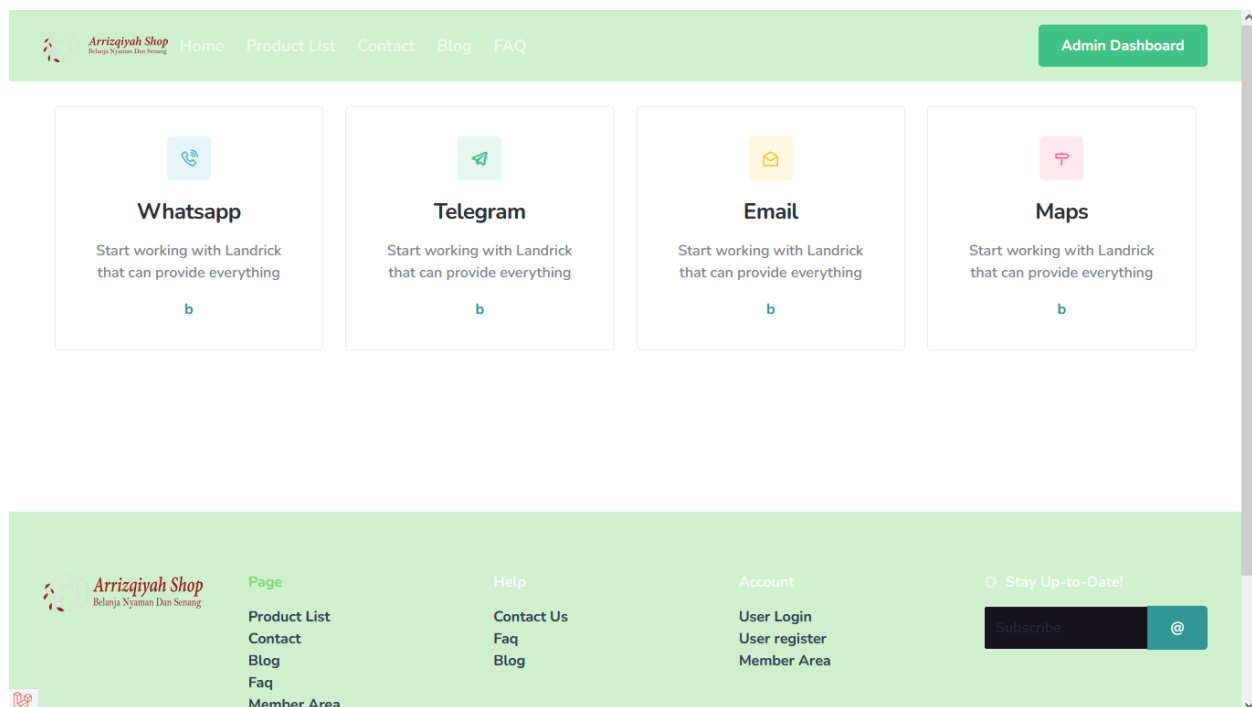 Arrizqiyah Shop
Belanja Nyaman Dan Senang
Home Product List Contact Blog FAQ
Admin Dashboard
Whatsapp
Start working with Landrick
that can provide everything
b
Telegram
Start working with Landrick
that can provide everything
b
Email
Start working with Landrick
that can provide everything
b
Maps
Start working with Landrick
that can provide everything
b
Arrizqiyah Shop
Belanja Nyaman Dan Senang
Page
Product List
Contact
Blog
Faq
Member Area
Help
Contact Us
Faq
Blog
Account
User Login
User register
Member Area
Stay Up-to-Date!
Subscribe @